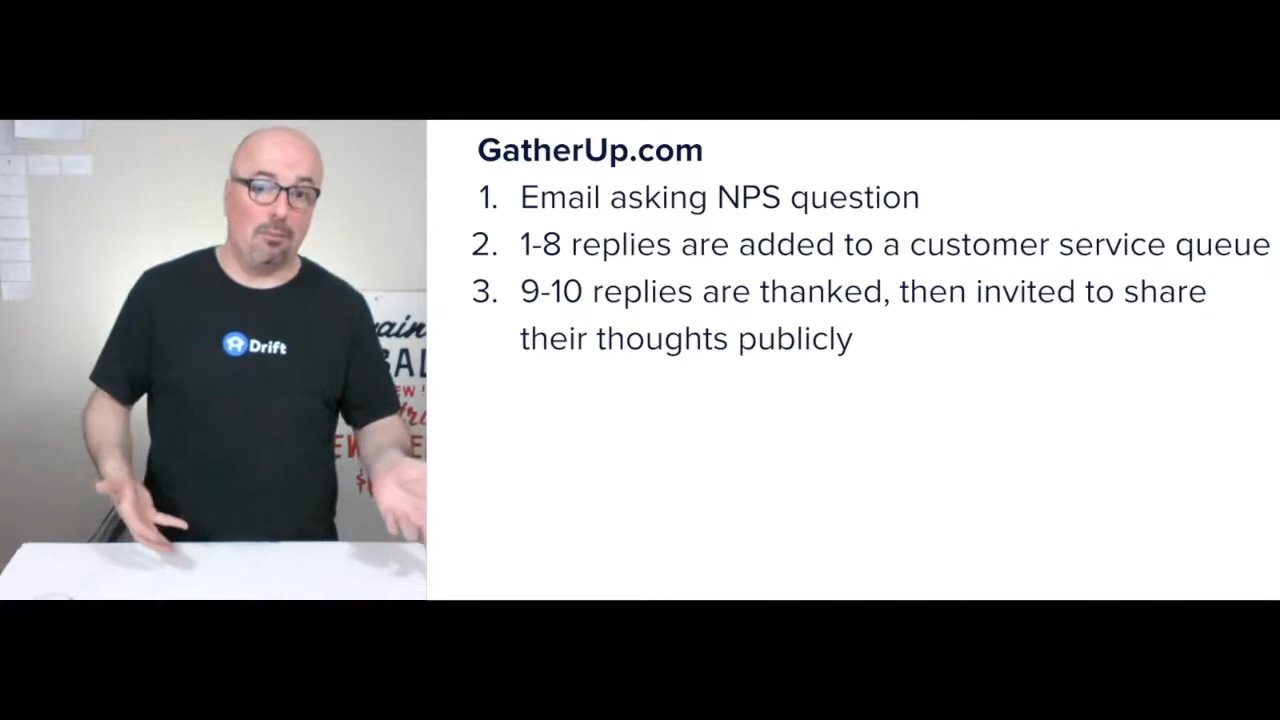 GatherUp.com
1. Email asking NPS question
2. 1-8 replies are added to a customer service queue
3. 9-10 replies are thanked, then invited to share
their thoughts publicly
Drift